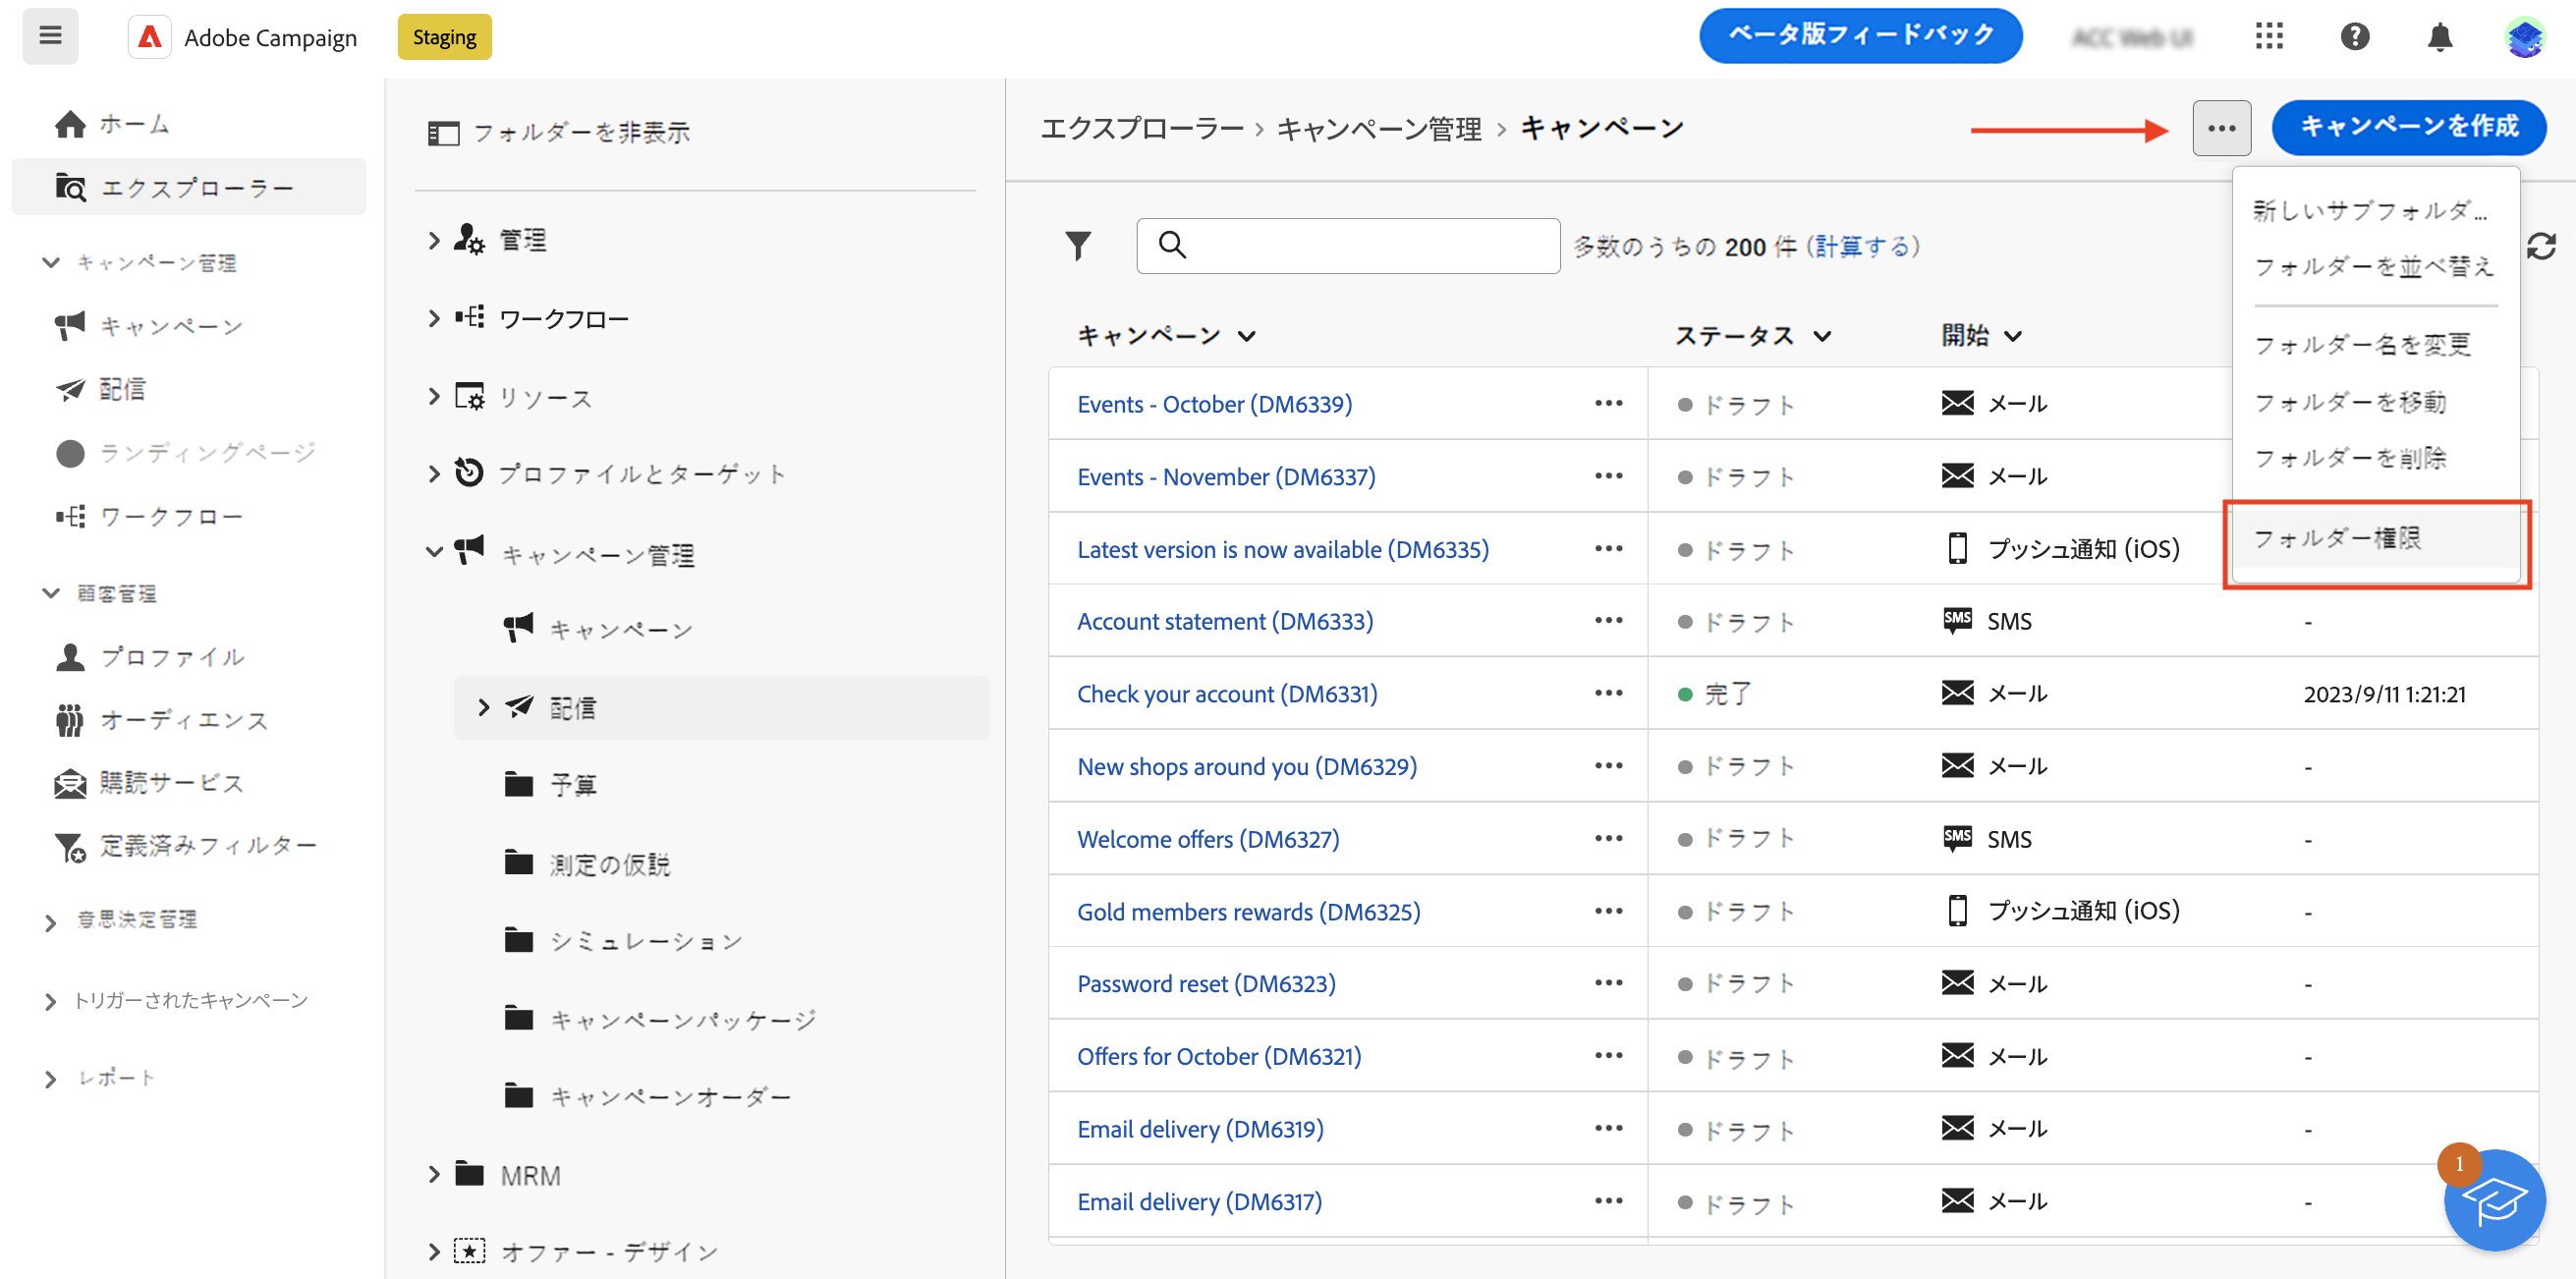 Adobe Campaign
Staging
ベータ版フィードバック
ACC Web UI
ホーム
エクスプローラー
キャンペーン管理
キャンペーン
配信
ランディングページ
ワークフロー
顧客管理
プロファイル
オーディエンス
購読サービス
定義済みフィルター
意思決定管理
トリガーされたキャンペーン
レポート
フォルダーを非表示
管理
ワークフロー
リソース
プロファイルとターゲット
キャンペーン管理
キャンペーン
配信
予算
測定の仮説
シミュレーション
キャンペーンパッケージ
キャンペーンオーダー
MRM
オファー - デザイン
エクスプローラー › キャンペーン管理 › キャンペーン
キャンペーンを作成
新しいサブフォルダ...
フォルダーを並べ替え
フォルダー名を変更
フォルダーを移動
フォルダーを削除
フォルダー権限
多数のうちの 200 件 (計算する)
キャンペーン ステータス 開始
Events - October (DM6339) ドラフト メール
Events - November (DM6337) ドラフト メール
Latest version is now available (DM6335) ドラフト プッシュ通知 (iOS)
Account statement (DM6333) ドラフト SMS SMS -
Check your account (DM6331) 完了 メール 2023/9/11 1:21:21
New shops around you (DM6329) ドラフト メール -
Welcome offers (DM6327) ドラフト SMS SMS -
Gold members rewards (DM6325) ドラフト プッシュ通知 (iOS) -
Password reset (DM6323) ドラフト メール -
Offers for October (DM6321) ドラフト メール -
Email delivery (DM6319) ドラフト メール -
Email delivery (DM6317) ドラフト メール -
1